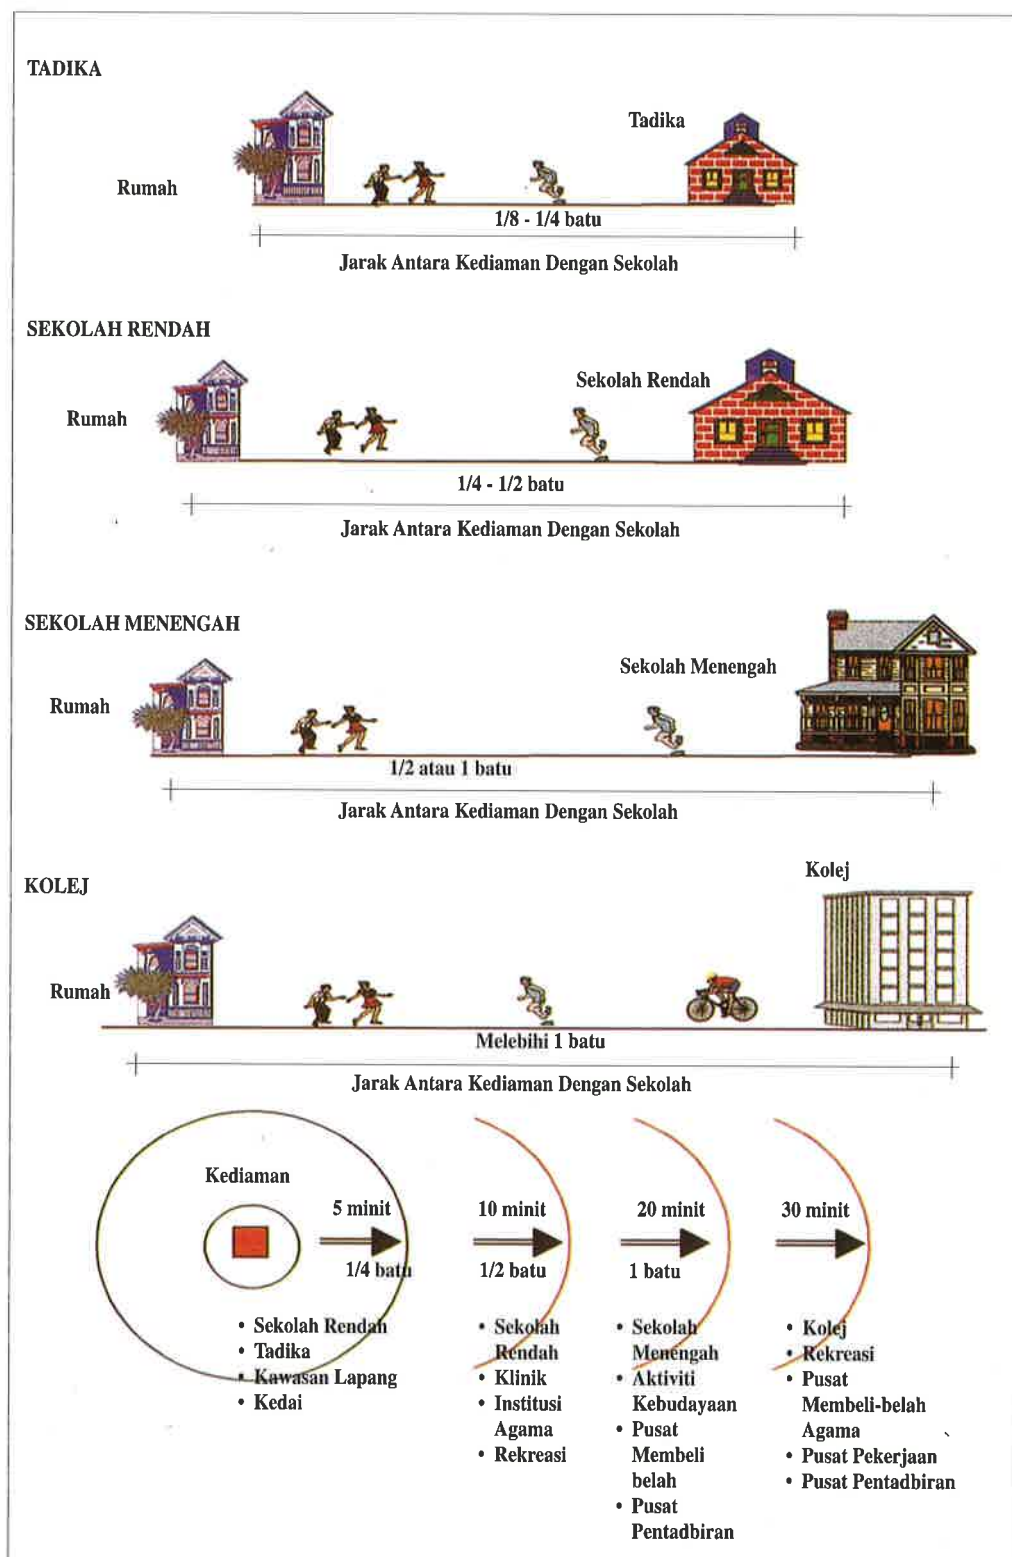 TADIKA
Tadika
Rumah
1/8 - 1/4 batu
Jarak Antara Kediaman Dengan Sekolah
SEKOLAH RENDAH
Sekolah Rendah
Rumah
1/4 - 1/2 batu
Jarak Antara Kediaman Dengan Sekolah
SEKOLAH MENENGAH
Sekolah Menengah
Rumah
1/2 atau 1 batu
Jarak Antara Kediaman Dengan Sekolah
Kolej
KOLEJ
Rumah
Melebihi 1 batu
Jarak Antara Kediaman Dengan Sekolah
Kediaman
5 minit
1/4 batu
• Sekolah Rendah
• Tadika
• Kawasan Lapang
• Kedai
10 minit
1/2 batu
• Sekolah
Rendah
• Klinik
• Institusi
Agama
• Rekreasi
20 minit
1 batu
• Sekolah
Menengah
• Aktiviti
Kebudayaan
• Pusat
Membeli
belah
• Pusat
Pentadbiran
30 minit
• Kolej
• Rekreasi
• Pusat
Membeli-belah
Agama
• Pusat Pekerjaan
• Pusat Pentadbiran